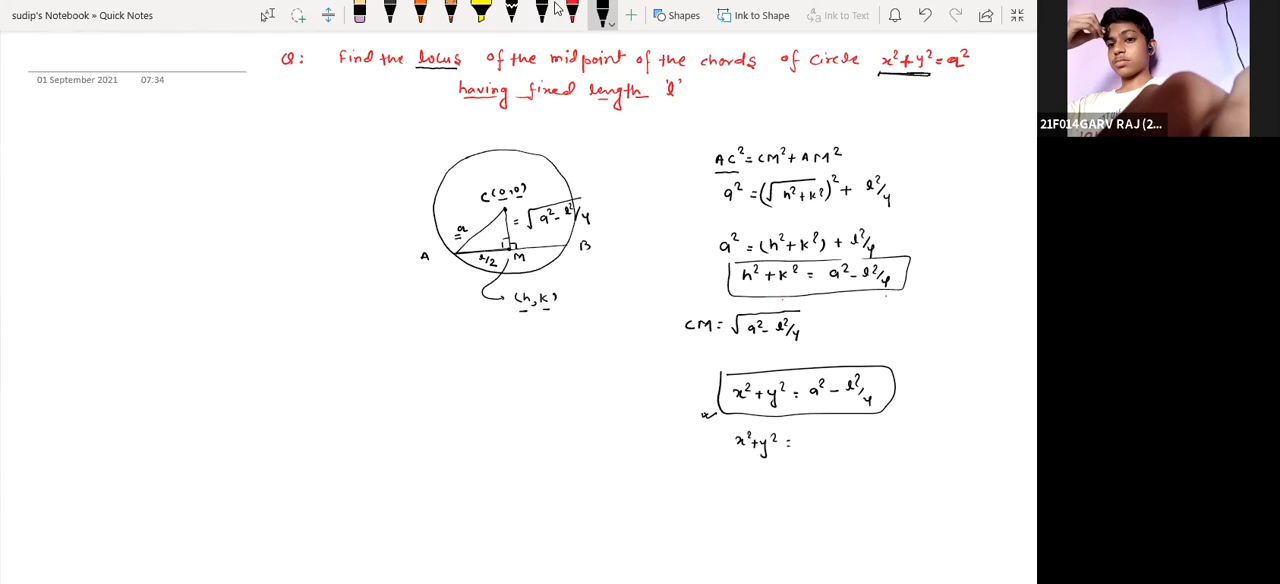 sudip's Notebook » Quick Notes
Shapes
Ink to Shape
Ink to Text
Q: Find the locus of the midpoint of the chords of circle x²+y²=a²
having fixed length 'l'
01 September 2021 07:34
21F014GARV RAJ (2...
C(0,0)
a
= √a²-l²/4
A
l/2
M
B
(h, k)
AC² = CM² + AM²
a² = (√h²+k²)² + l²/4
a² = (h²+k²) + l²/4
h²+k² = a² - l²/4
CM = √a²-l²/4
x²+y² = a² - l²/4
x²+y² =